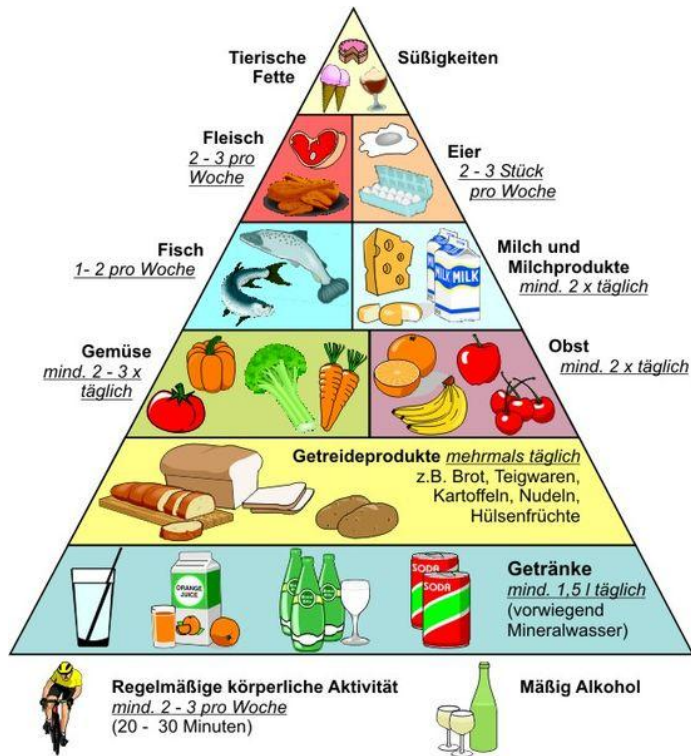 Tierische
Fette
Süßigkeiten
Fleisch
2 - 3 pro
Woche
Eier
2 - 3 Stück
pro Woche
Fisch
1- 2 pro Woche
Milch und
Milchprodukte
mind. 2 x täglich
MILK
MILK
Gemüse
mind. 2 - 3 x
täglich
Obst
mind. 2 x täglich
Getreideprodukte mehrmals täglich
z.B. Brot, Teigwaren,
Kartoffeln, Nudeln,
Hülsenfrüchte
ORANGE
JUICE
SODA
SODA
Getränke
mind. 1,5 l täglich
(vorwiegend
Mineralwasser)
Regelmäßige körperliche Aktivität
mind. 2 - 3 pro Woche
(20 - 30 Minuten)
Mäßig Alkohol